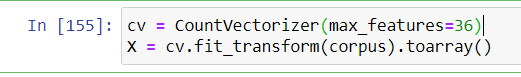 In [155]: cv = CountVectorizer(max_features=36)
X = cv.fit_transform(corpus).toarray()